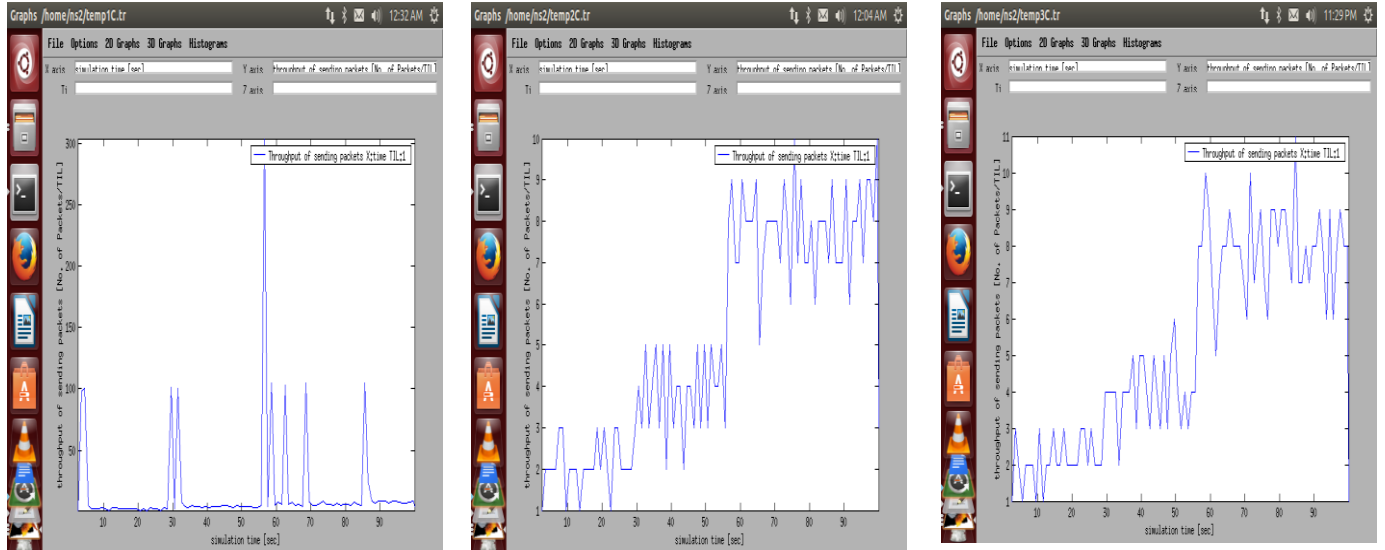 Graphs /home/ns2/temp1C.tr 12:32 AM
File Options 2D Graphs 3D Graphs Histograms
X axis simulation time [sec] Y axis throughput of sending packets [No. of Packets/TIL]
Ti Z axis
throughput of sending packets [No. of Packets/TIL]
Throughput of sending packets X;time TIL;1
300
250
200
150
100
50
10 20 30 40 50 60 70 80 90
simulation time [sec]
Graphs /home/ns2/temp2C.tr 12:04 AM
File Options 2D Graphs 3D Graphs Histograms
X axis simulation time [sec] Y axis throughput of sending packets [No. of Packets/TIL]
Ti Z axis
throughput of sending packets [No. of Packets/TIL]
Throughput of sending packets X;time TIL;1
10
9
8
7
6
5
4
3
2
1
10 20 30 40 50 60 70 80 90
simulation time [sec]
Graphs /home/ns2/temp3C.tr 11:29 PM
File Options 2D Graphs 3D Graphs Histograms
X axis simulation time [sec] Y axis throughput of sending packets [No. of Packets/TIL]
Ti Z axis
throughput of sending packets [No. of Packets/TIL]
Throughput of sending packets X;time TIL;1
11
10
9
8
7
6
5
4
3
2
1
10 20 30 40 50 60 70 80 90
simulation time [sec]